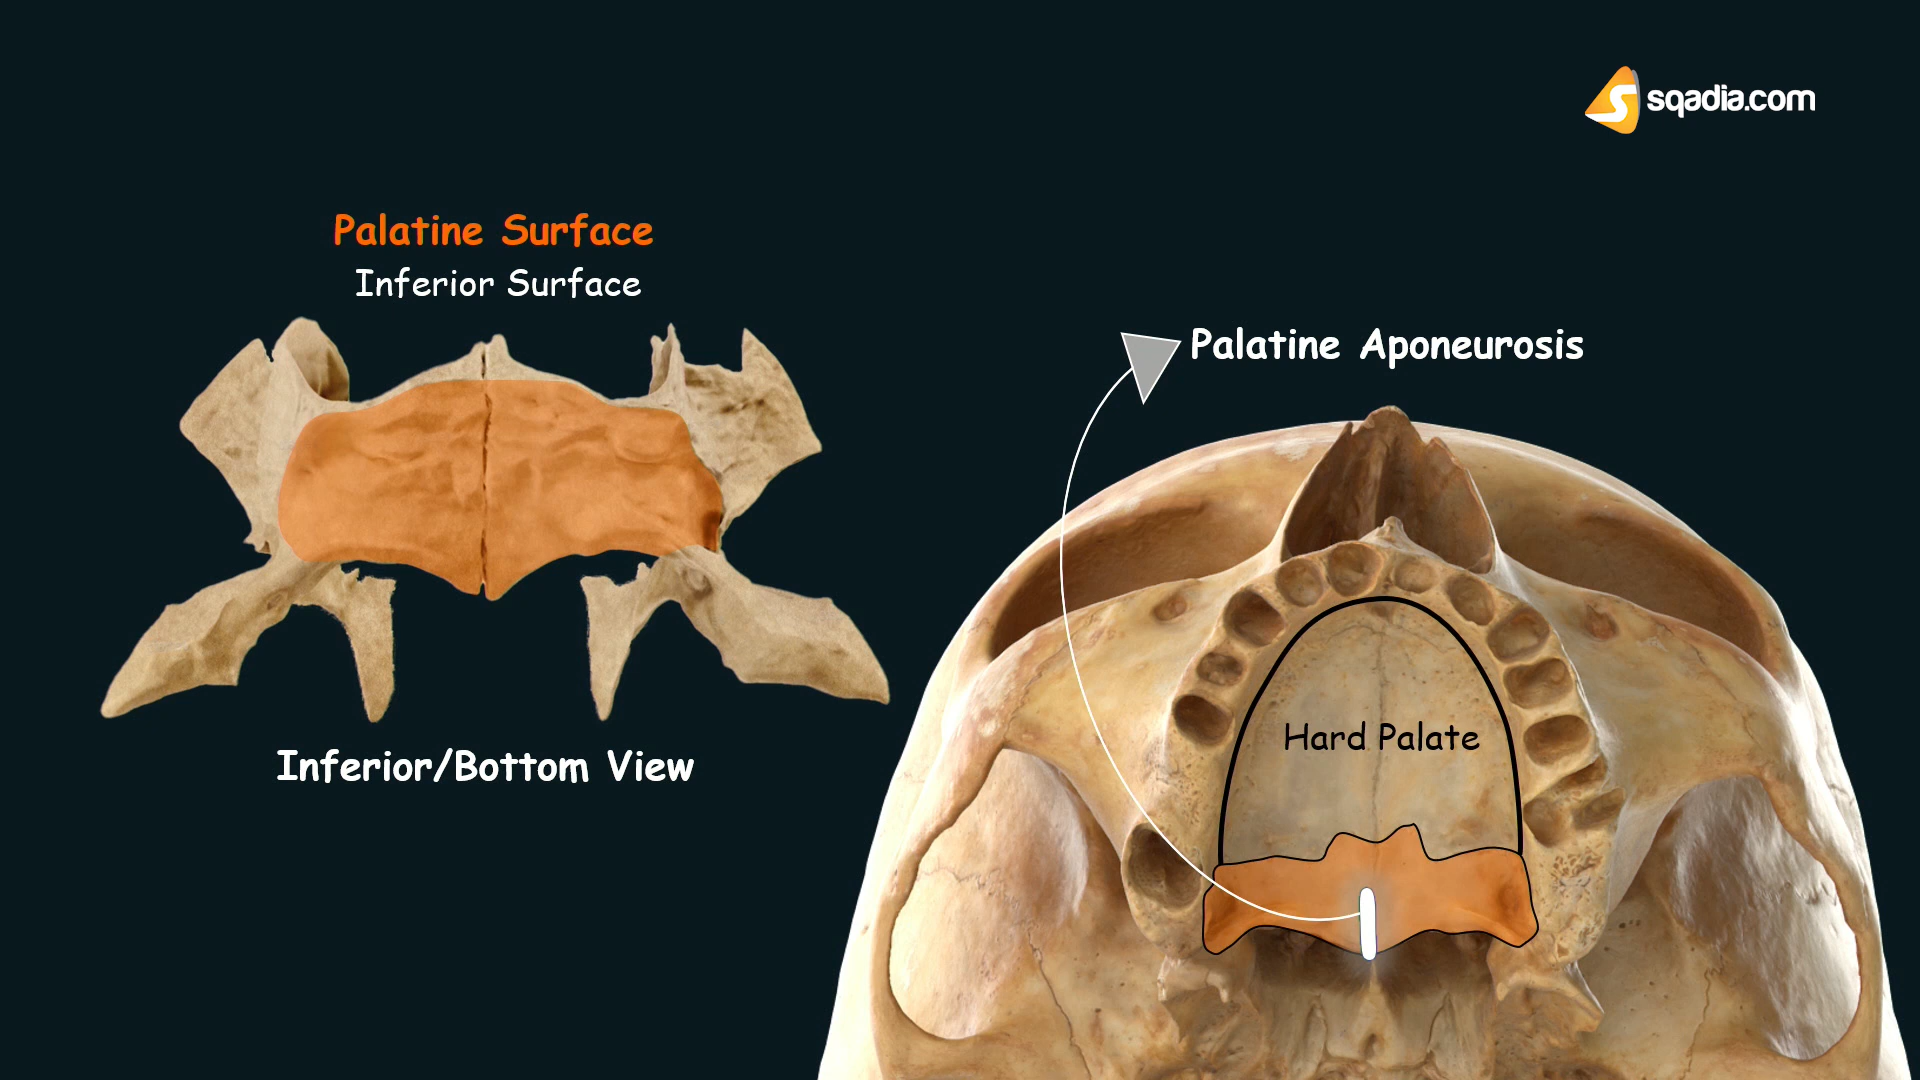 sqadia.com
Palatine Surface
Inferior Surface
Palatine Aponeurosis
Hard Palate
Inferior/Bottom View